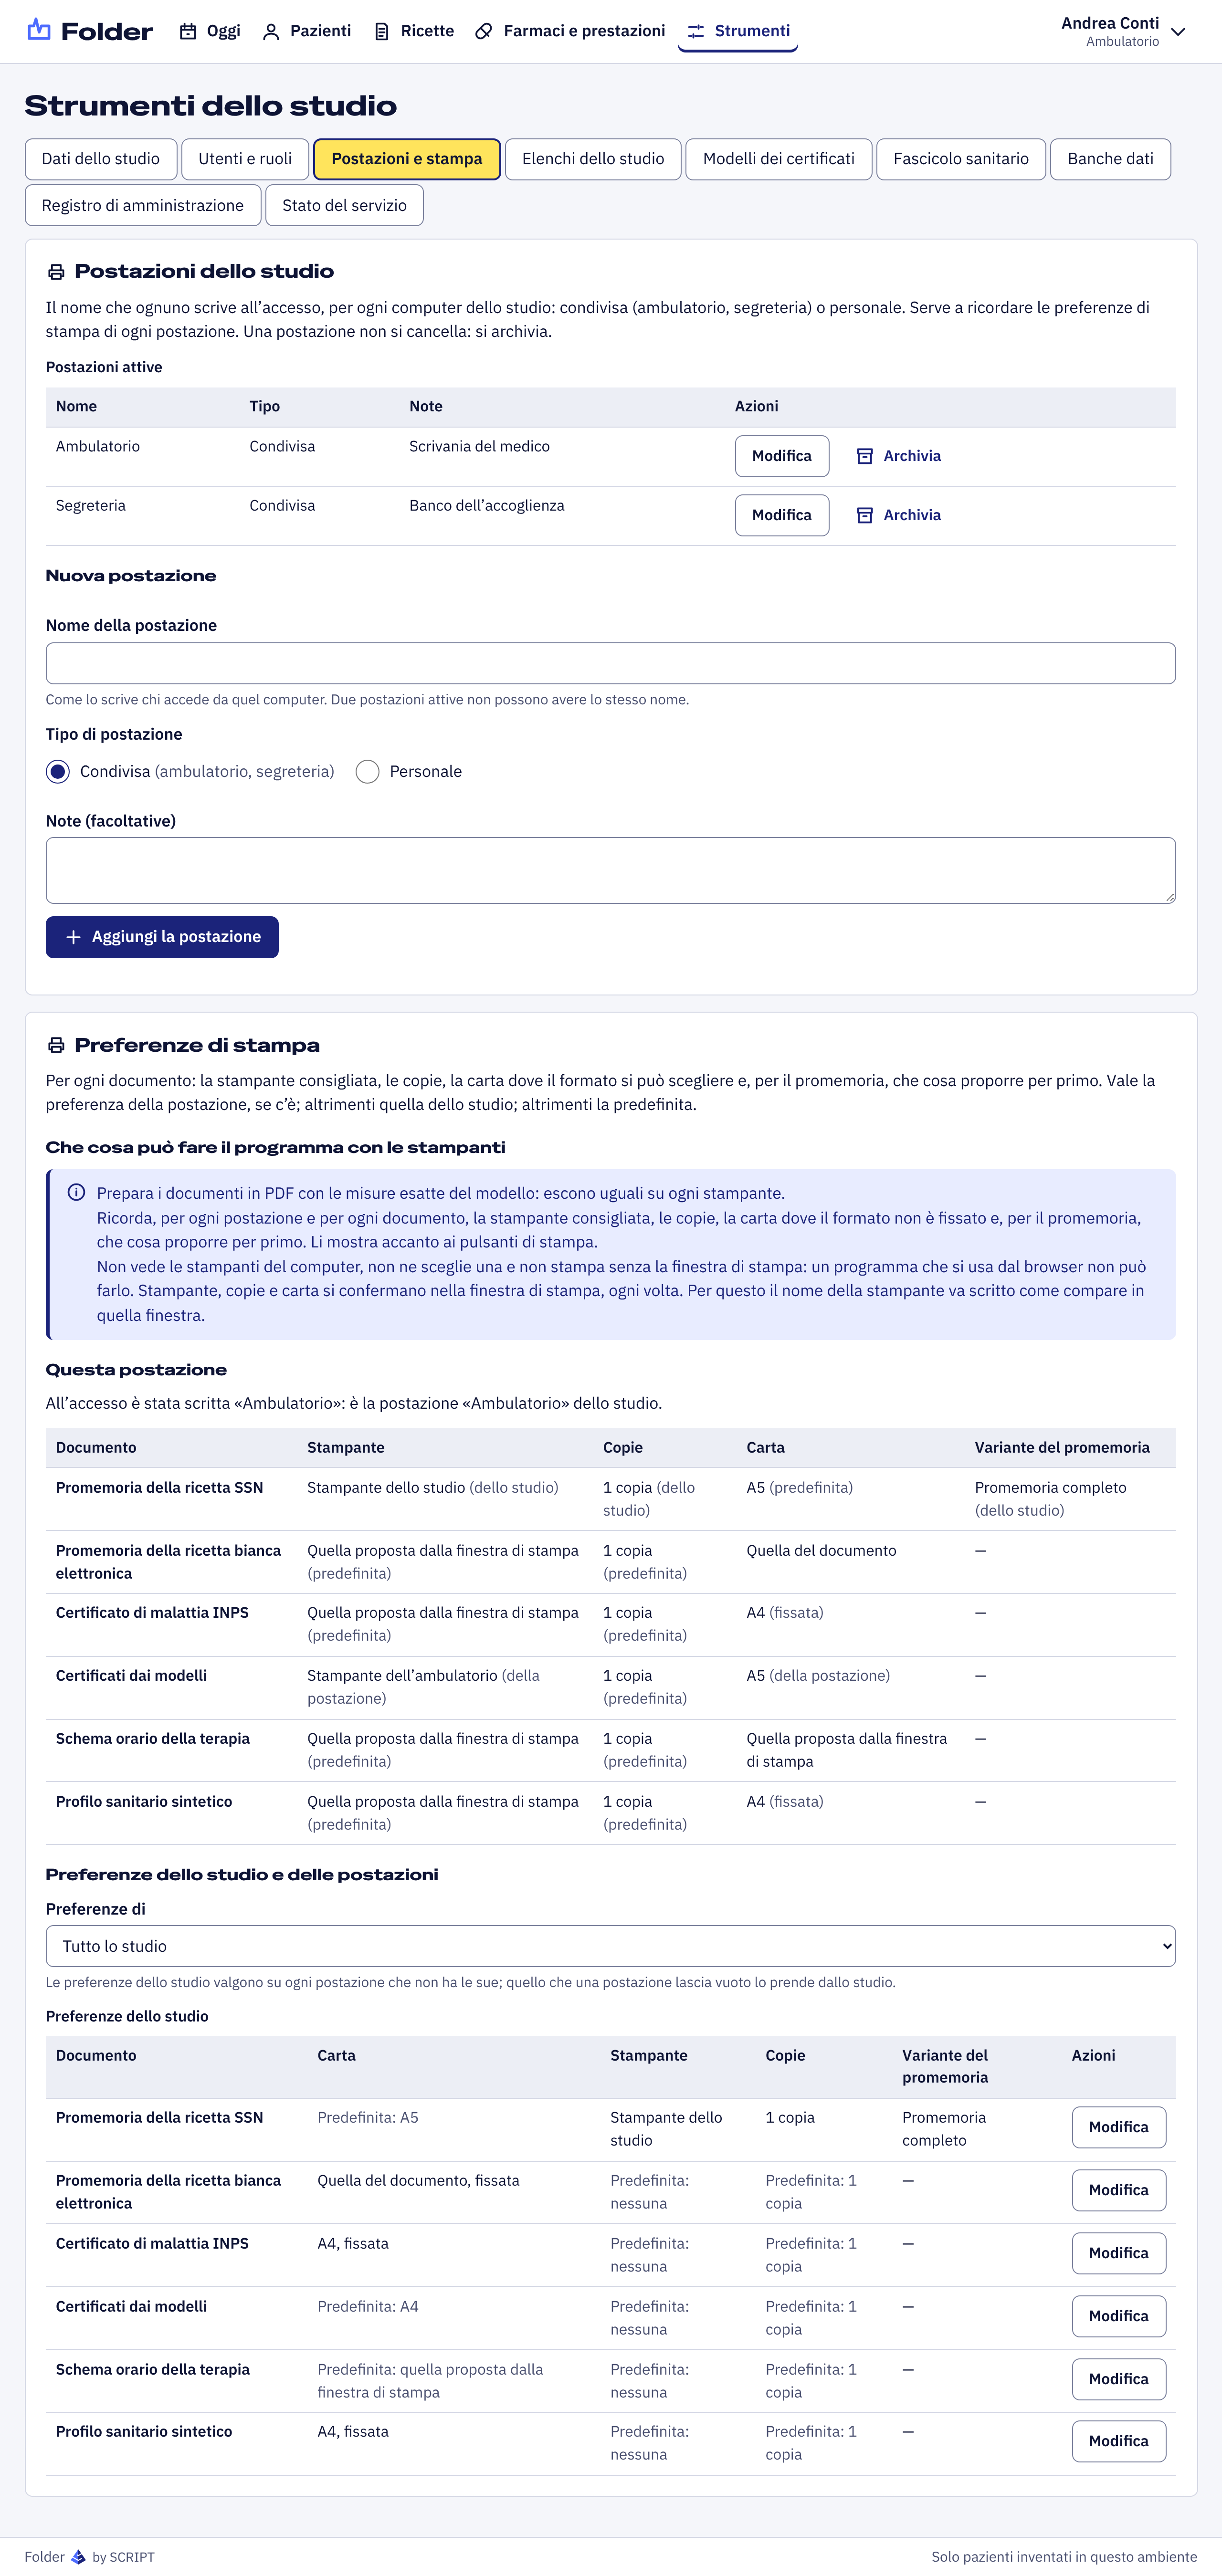 Folder Oggi Pazienti Ricette Farmaci e prestazioni Strumenti Andrea Conti
Ambulatorio
Strumenti dello studio
Dati dello studio Utenti e ruoli Postazioni e stampa Elenchi dello studio Modelli dei certificati Fascicolo sanitario Banche dati
Registro di amministrazione Stato del servizio
Postazioni dello studio
Il nome che ognuno scrive all’accesso, per ogni computer dello studio: condivisa (ambulatorio, segreteria) o personale. Serve a ricordare le preferenze di
stampa di ogni postazione. Una postazione non si cancella: si archivia.
Postazioni attive
Nome Tipo Note Azioni
Ambulatorio Condivisa Scrivania del medico Modifica Archivia
Segreteria Condivisa Banco dell’accoglienza Modifica Archivia
Nuova postazione
Nome della postazione
Come lo scrive chi accede da quel computer. Due postazioni attive non possono avere lo stesso nome.
Tipo di postazione
Condivisa (ambulatorio, segreteria) Personale
Note (facoltative)
Aggiungi la postazione
Preferenze di stampa
Per ogni documento: la stampante consigliata, le copie, la carta dove il formato si può scegliere e, per il promemoria, che cosa proporre per primo. Vale la
preferenza della postazione, se c’è; altrimenti quella dello studio; altrimenti la predefinita.
Che cosa può fare il programma con le stampanti
Prepara i documenti in PDF con le misure esatte del modello: escono uguali su ogni stampante.
Ricorda, per ogni postazione e per ogni documento, la stampante consigliata, le copie, la carta dove il formato non è fissato e, per il promemoria,
che cosa proporre per primo. Li mostra accanto ai pulsanti di stampa.
Non vede le stampanti del computer, non ne sceglie una e non stampa senza la finestra di stampa: un programma che si usa dal browser non può
farlo. Stampante, copie e carta si confermano nella finestra di stampa, ogni volta. Per questo il nome della stampante va scritto come compare in
quella finestra.
Questa postazione
All’accesso è stata scritta «Ambulatorio»: è la postazione «Ambulatorio» dello studio.
Documento Stampante Copie Carta Variante del promemoria
Promemoria della ricetta SSN Stampante dello studio (dello studio) 1 copia (dello A5 (predefinita) Promemoria completo
studio) (dello studio)
Promemoria della ricetta bianca Quella proposta dalla finestra di stampa 1 copia Quella del documento —
elettronica (predefinita) (predefinita)
Certificato di malattia INPS Quella proposta dalla finestra di stampa 1 copia A4 (fissata) —
(predefinita) (predefinita)
Certificati dai modelli Stampante dell’ambulatorio (della 1 copia A5 (della postazione) —
postazione) (predefinita)
Schema orario della terapia Quella proposta dalla finestra di stampa 1 copia Quella proposta dalla finestra —
(predefinita) (predefinita) di stampa
Profilo sanitario sintetico Quella proposta dalla finestra di stampa 1 copia A4 (fissata) —
(predefinita) (predefinita)
Preferenze dello studio e delle postazioni
Preferenze di
Tutto lo studio
Le preferenze dello studio valgono su ogni postazione che non ha le sue; quello che una postazione lascia vuoto lo prende dallo studio.
Preferenze dello studio
Documento Carta Stampante Copie Variante del Azioni
promemoria
Promemoria della ricetta SSN Predefinita: A5 Stampante dello 1 copia Promemoria Modifica
studio completo
Promemoria della ricetta bianca Quella del documento, fissata Predefinita: Predefinita: 1 — Modifica
elettronica nessuna copia
Certificato di malattia INPS A4, fissata Predefinita: Predefinita: 1 — Modifica
nessuna copia
Certificati dai modelli Predefinita: A4 Predefinita: Predefinita: 1 — Modifica
nessuna copia
Schema orario della terapia Predefinita: quella proposta dalla Predefinita: Predefinita: 1 — Modifica
finestra di stampa nessuna copia
Profilo sanitario sintetico A4, fissata Predefinita: Predefinita: 1 — Modifica
nessuna copia
Folder by SCRIPT Solo pazienti inventati in questo ambiente